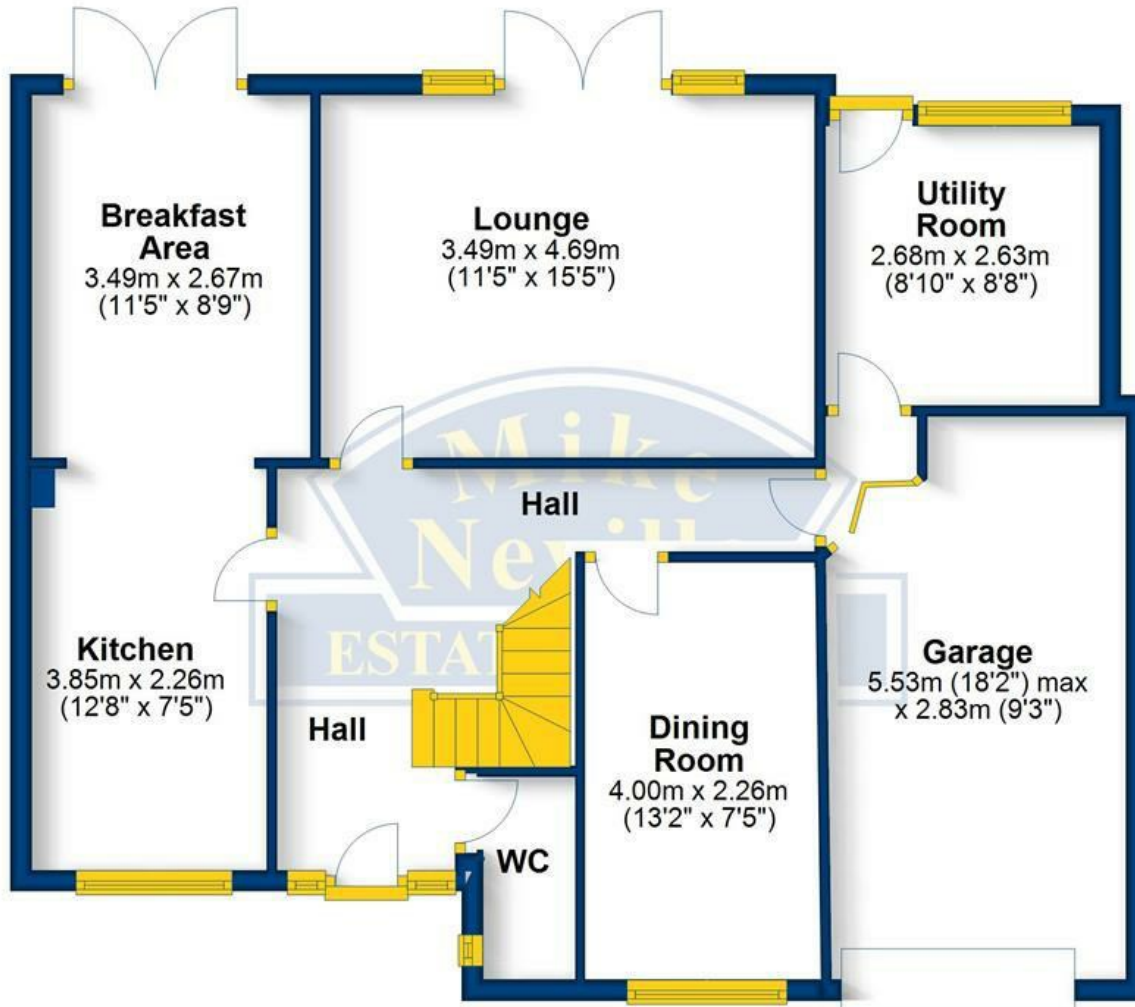 Breakfast
Area
3.49m x 2.67m
(11'5" x 8'9")
Lounge
3.49m x 4.69m
(11'5" x 15'5")
Utility
Room
2.68m x 2.63m
(8'10" x 8'8")
Mike
Hall
Kitchen
3.85m x 2.26m
(12'8" x 7'5")
Hall
Dining
Room
4.00m x 2.26m
(13'2" x 7'5")
Garage
5.53m (18'2") max
x 2.83m (9'3")
WC